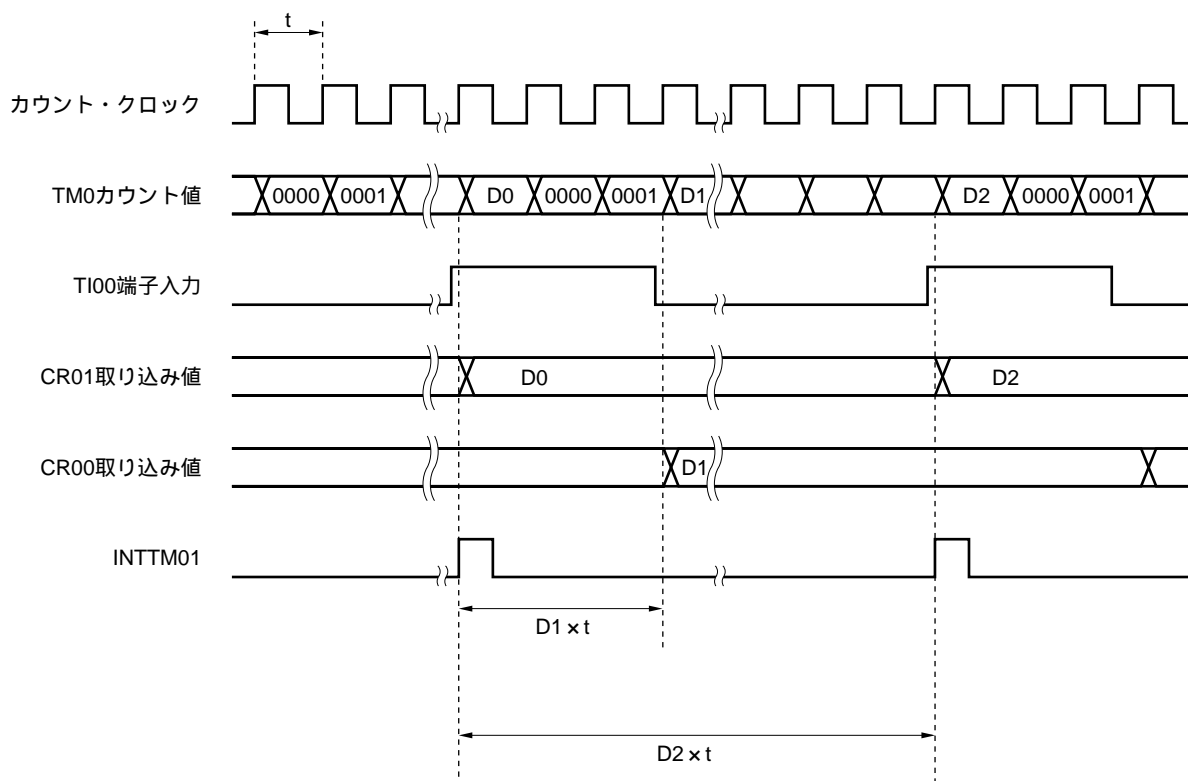 t
カウント・クロック
TM0カウント値
0000 0001 D0 0000 0001 D1 D2 0000 0001
TI00端子入力
CR01取り込み値
D0 D2
CR00取り込み値
D1
INTTM01
D1×t
D2×t